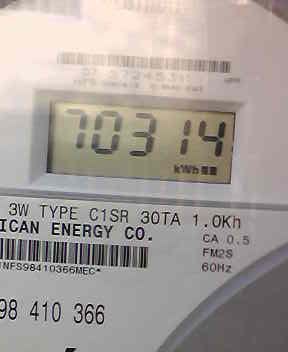 70314
kWh
3W TYPE C1SR 30TA 1.0Kh
ICAN ENERGY CO.
CA 0.5
FM2S
60Hz
NFS98410366MEC*
98 410 366